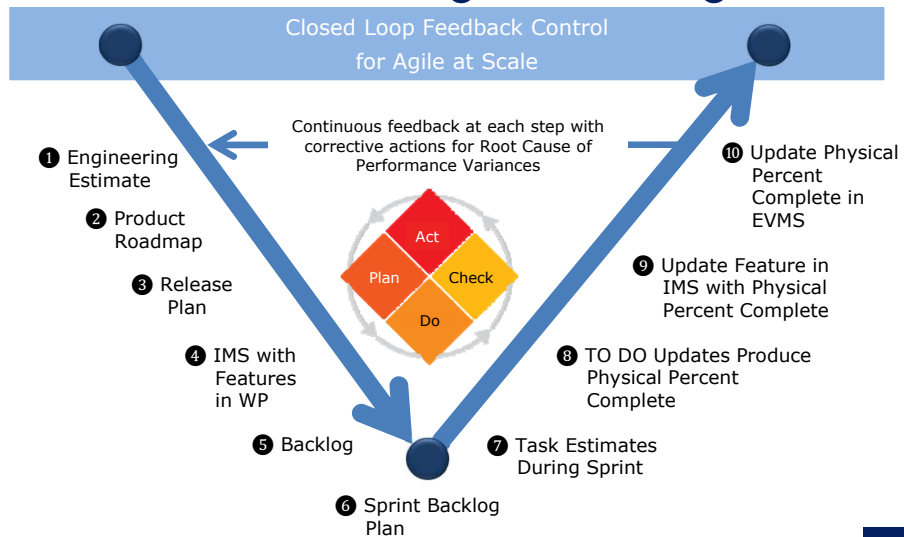 Closed Loop Feedback Control
for Agile at Scale
Continuous feedback at each step with
corrective actions for Root Cause of
Performance Variances
❶ Engineering
Estimate
❷ Product
Roadmap
❸ Release
Plan
❹ IMS with
Features
in WP
❺ Backlog
❻ Sprint Backlog
Plan
❼ Task Estimates
During Sprint
❽ TO DO Updates Produce
Physical Percent
Complete
❾ Update Feature in
IMS with Physical
Percent Complete
❿ Update Physical
Percent
Complete in
EVMS
Act
Plan
Check
Do